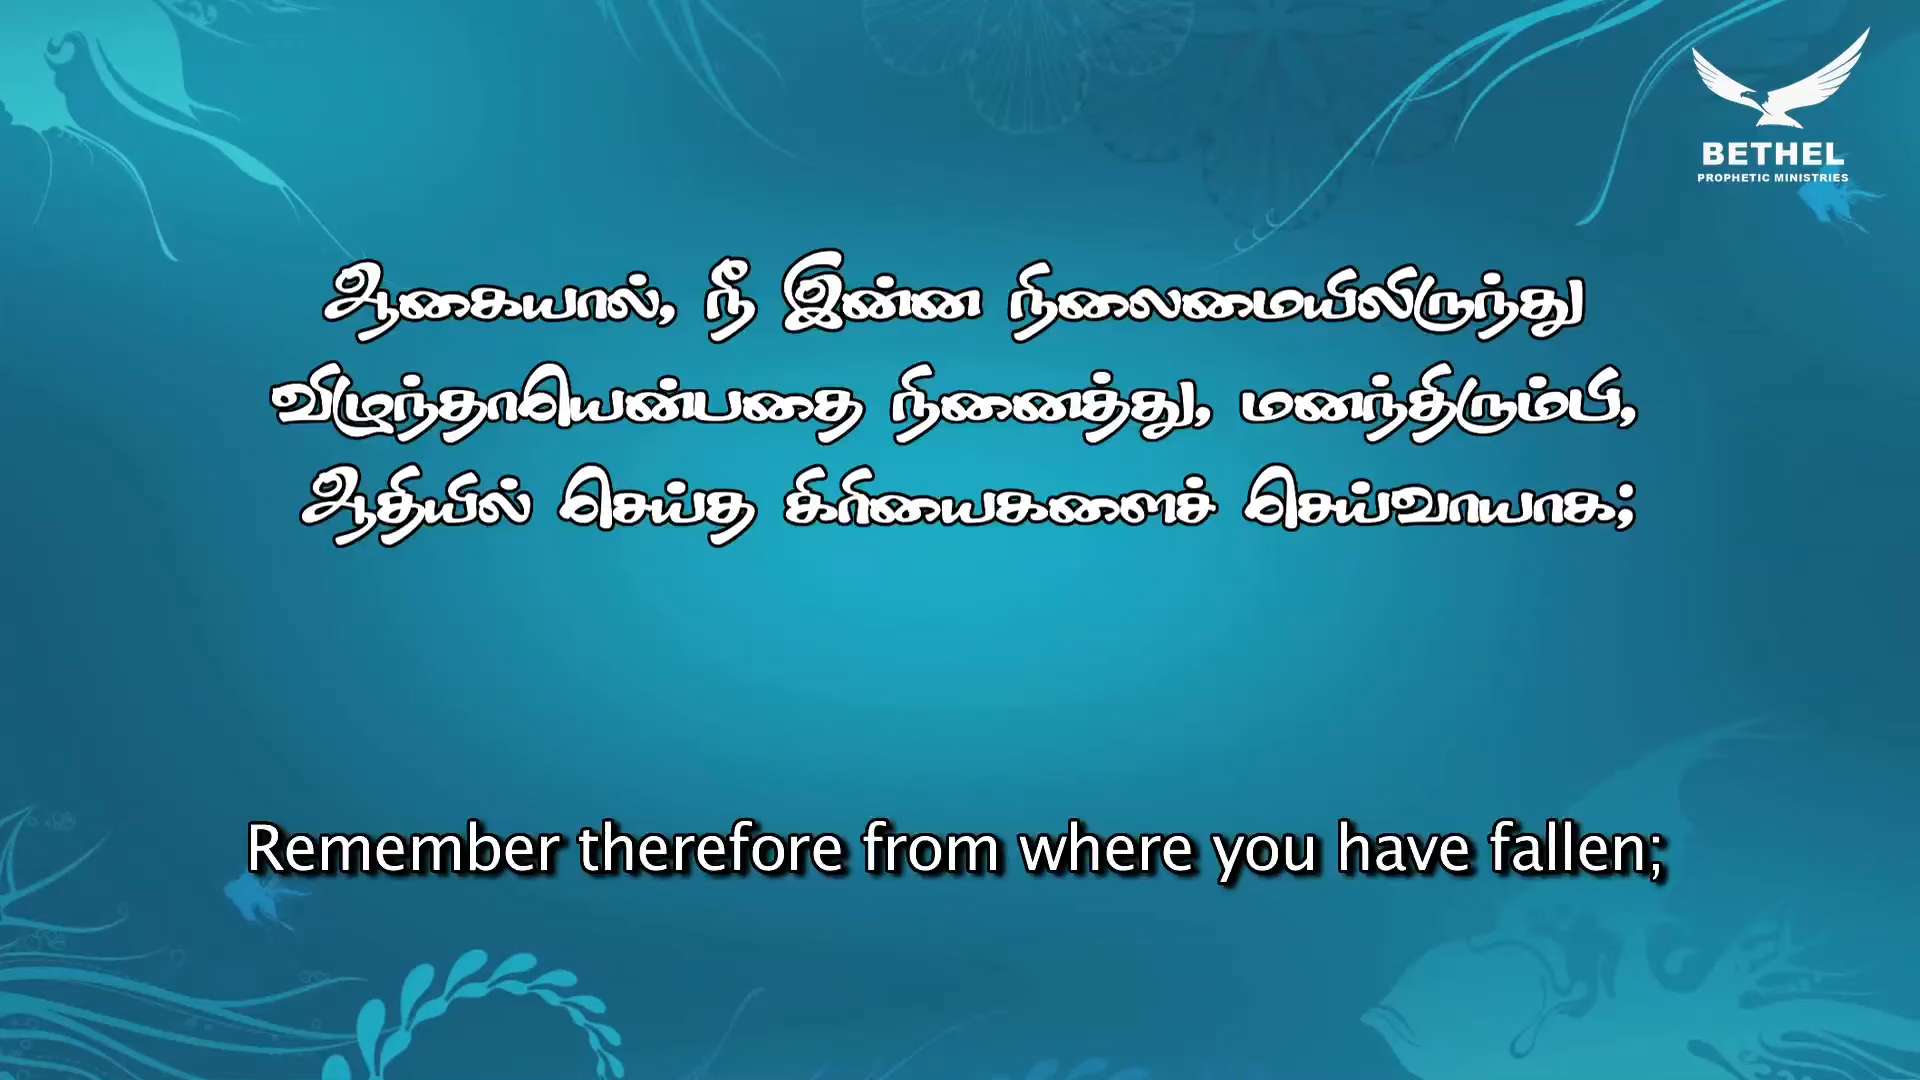 BETHEL
PROPHETIC MINISTRIES
ஆகையால், நீ இன்ன நிலைமையிலிருந்து
விழுந்தாயென்பதை நினைத்து, மனந்திரும்பி,
ஆதியில் செய்த கிரியைகளைச் செய்வாயாக;
Remember therefore from where you have fallen;